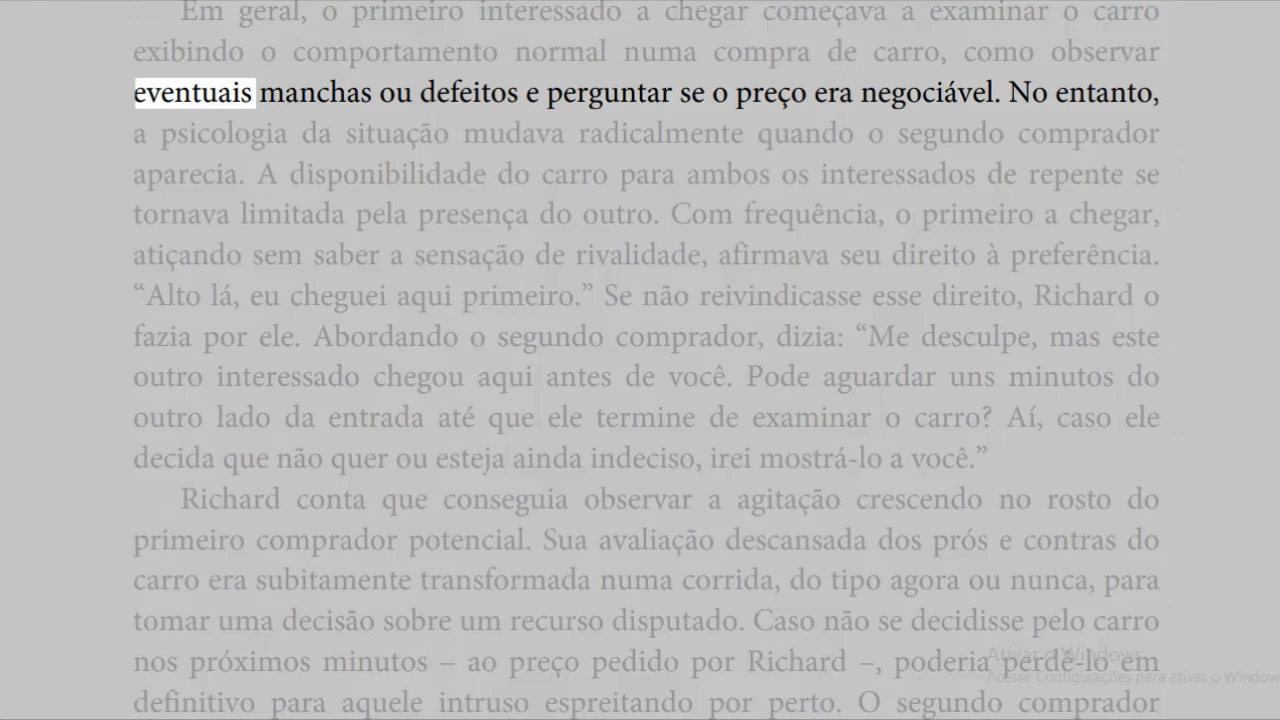 Em geral, o primeiro interessado a chegar começava a examinar o carro
exibindo o comportamento normal numa compra de carro, como observar
eventuais manchas ou defeitos e perguntar se o preço era negociável. No entanto,
a psicologia da situação mudava radicalmente quando o segundo comprador
aparecia. A disponibilidade do carro para ambos os interessados de repente se
tornava limitada pela presença do outro. Com frequência, o primeiro a chegar,
atiçando sem saber a sensação de rivalidade, afirmava seu direito à preferência.
“Alto lá, eu cheguei aqui primeiro.” Se não reivindicasse esse direito, Richard o
fazia por ele. Abordando o segundo comprador, dizia: “Me desculpe, mas este
outro interessado chegou aqui antes de você. Pode aguardar uns minutos do
outro lado da entrada até que ele termine de examinar o carro? Aí, caso ele
decida que não quer ou esteja ainda indeciso, irei mostrá-lo a você.”
Richard conta que conseguia observar a agitação crescendo no rosto do
primeiro comprador potencial. Sua avaliação descansada dos prós e contras do
carro era subitamente transformada numa corrida, do tipo agora ou nunca, para
tomar uma decisão sobre um recurso disputado. Caso não se decidisse pelo carro
nos próximos minutos – ao preço pedido por Richard –, poderia perdê-lo em
definitivo para aquele intruso espreitando por perto. O segundo comprador
Ativar o Windows
Acesse Configurações para ativar o Window